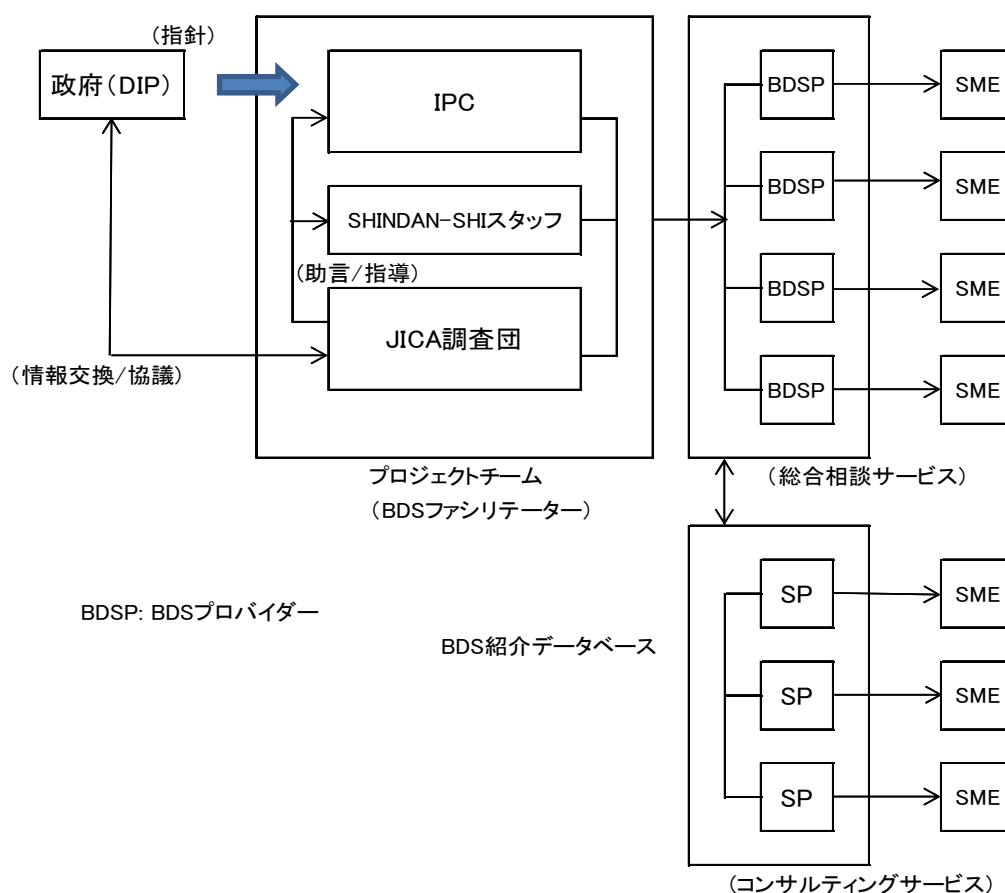 (指針)
政府(DIP)
IPC
SHINDAN-SHIスタッフ
(助言/指導)
JICA調査団
(情報交換/協議)
プロジェクトチーム
(BDSファシリテーター)
BDSP
SME
BDSP
SME
BDSP
SME
BDSP
SME
(総合相談サービス)
BDSP: BDSプロバイダー
BDS紹介データベース
SP
SME
SP
SME
SP
SME
(コンサルティングサービス)